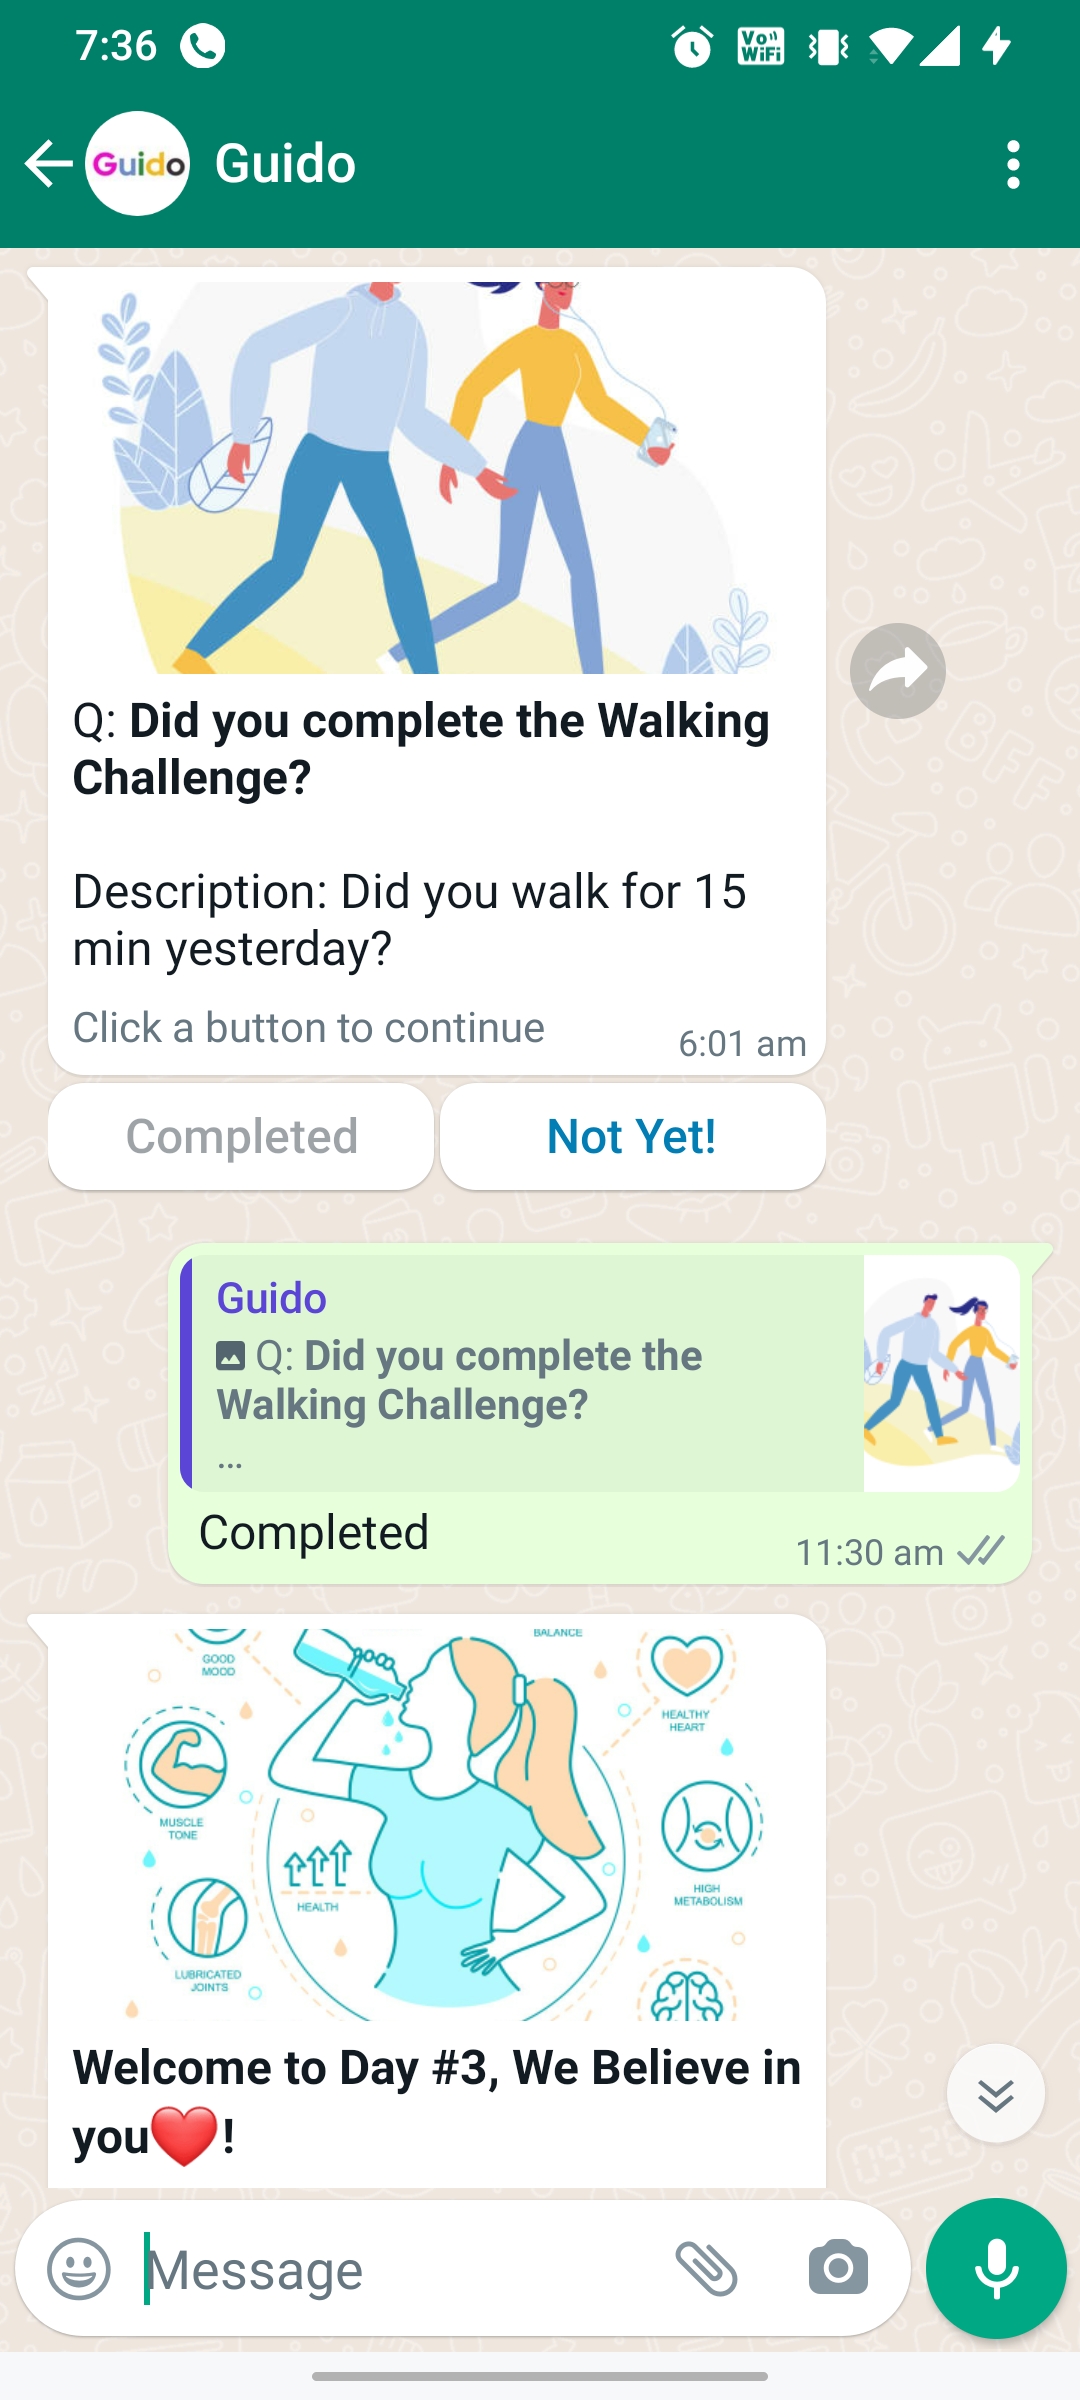 7:36
Vo))
WiFi
Guido
Guido
Q: Did you complete the Walking
Challenge?
Description: Did you walk for 15
min yesterday?
Click a button to continue
6:01 am
Completed
Not Yet!
Guido
Q: Did you complete the
Walking Challenge?
...
Completed
11:30 am
BALANCE
GOOD
MOOD
HEALTHY
HEART
MUSCLE
TONE
HEALTH
HIGH
METABOLISM
LUBRICATED
JOINTS
Welcome to Day #3, We Believe in
you❤️!
Message